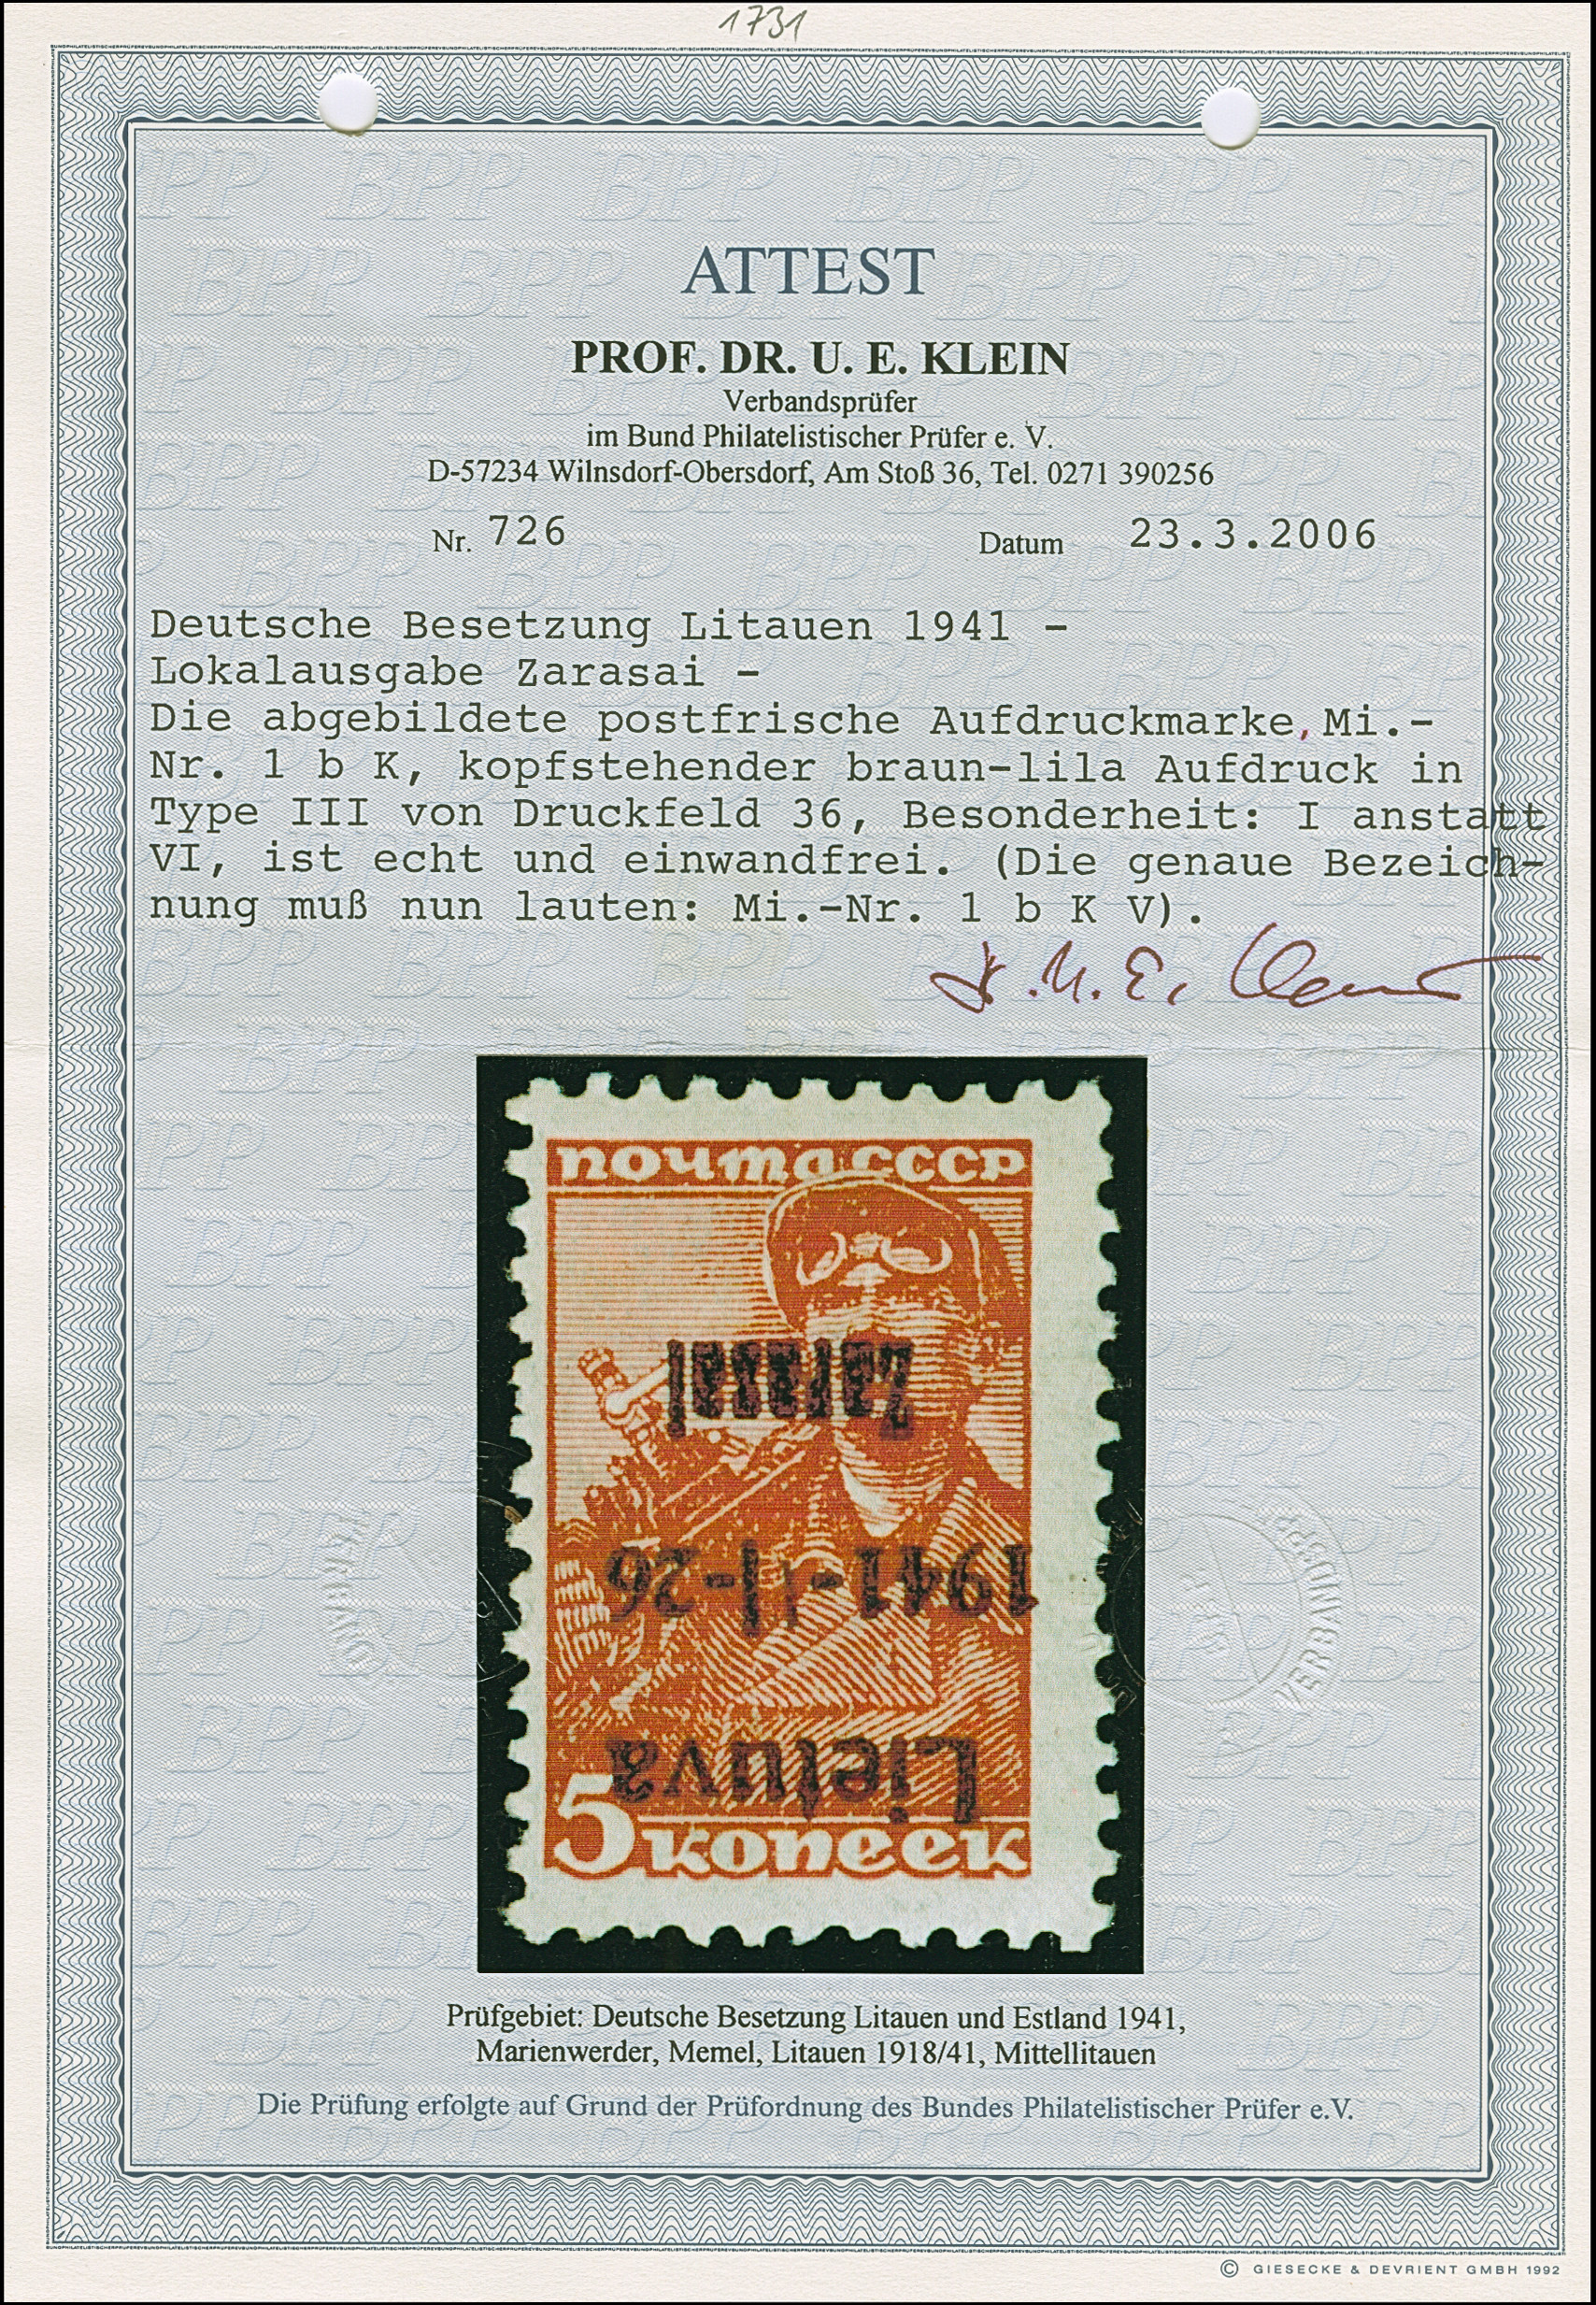 1731
ATTEST
PROF. DR. U. E. KLEIN
Verbandsprüfer
im Bund Philatelistischer Prüfer e. V.
D-57234 Wilnsdorf-Obersdorf, Am Stoß 36, Tel. 0271 390256
Nr. 726 Datum 23.3.2006
Deutsche Besetzung Litauen 1941 -
Lokalausgabe Zarasai -
Die abgebildete postfrische Aufdruckmarke, Mi.-
Nr. 1 b K, kopfstehender braun-lila Aufdruck in
Type III von Druckfeld 36, Besonderheit: I anstatt
VI, ist echt und einwandfrei. (Die genaue Bezeich-
nung muß nun lauten: Mi.-Nr. 1 b K V).
U. E. Klein
ПОЧТА СССР
Zarasai
1941-I-26
Lietuva
5 КОПЕЕК
Prüfgebiet: Deutsche Besetzung Litauen und Estland 1941,
Marienwerder, Memel, Litauen 1918/41, Mittellitauen
Die Prüfung erfolgte auf Grund der Prüfordnung des Bundes Philatelistischer Prüfer e.V.
© GIESECKE & DEVRIENT GMBH 1992